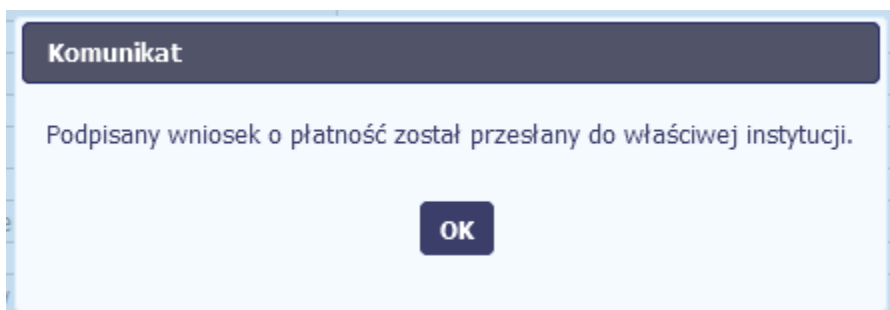 Komunikat
Podpisany wniosek o płatność został przesłany do właściwej instytucji.
OK